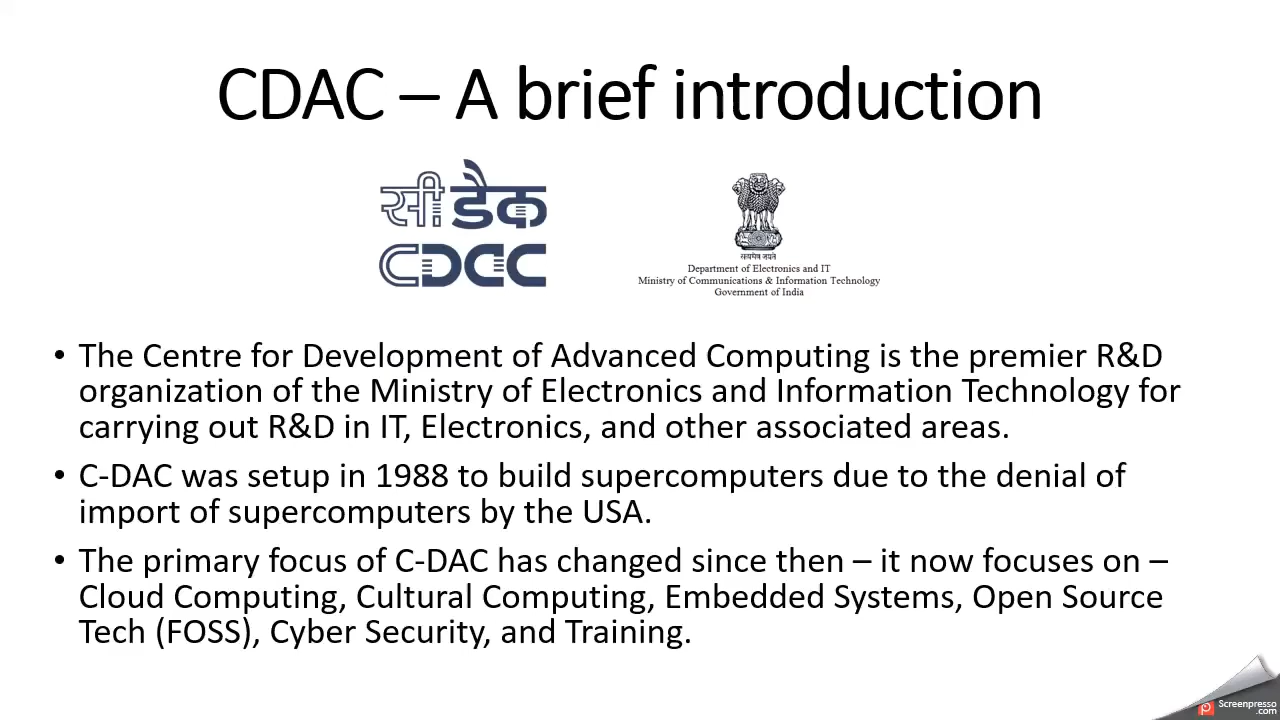 CDAC – A brief introduction
सी डैक
CDAC
सत्यमेव जयते
Department of Electronics and IT
Ministry of Communications & Information Technology
Government of India
• The Centre for Development of Advanced Computing is the premier R&D
organization of the Ministry of Electronics and Information Technology for
carrying out R&D in IT, Electronics, and other associated areas.
• C-DAC was setup in 1988 to build supercomputers due to the denial of
import of supercomputers by the USA.
• The primary focus of C-DAC has changed since then – it now focuses on –
Cloud Computing, Cultural Computing, Embedded Systems, Open Source
Tech (FOSS), Cyber Security, and Training.
Screenpresso
.com